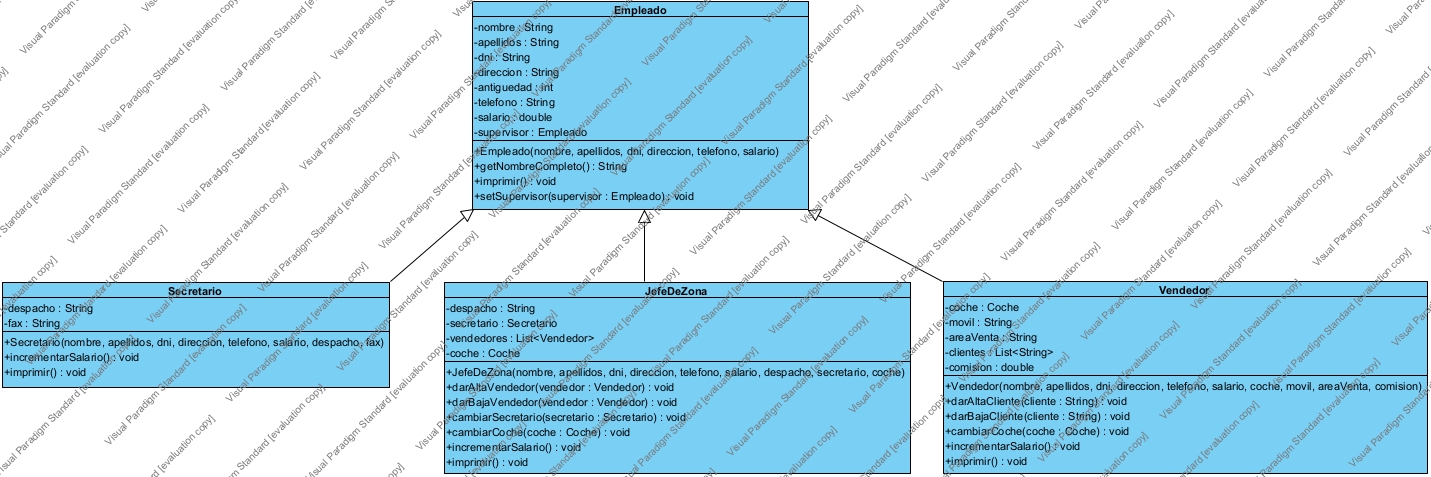 Empleado
-nombre : String
-apellidos : String
-dni : String
-direccion : String
-antiguedad : int
-telefono : String
-salario : double
-supervisor : Empleado
+Empleado(nombre, apellidos, dni, direccion, telefono, salario)
+getNombreCompleto() : String
+imprimir() : void
+setSupervisor(supervisor : Empleado) : void
Secretario
-despacho : String
-fax : String
+Secretario(nombre, apellidos, dni, direccion, telefono, salario, despacho, fax)
+incrementarSalario() : void
+imprimir() : void
JefeDeZona
-despacho : String
-secretario : Secretario
-vendedores : List<Vendedor>
-coche : Coche
+JefeDeZona(nombre, apellidos, dni, direccion, telefono, salario, despacho, secretario, coche)
+darAltaVendedor(vendedor : Vendedor) : void
+darBajaVendedor(vendedor : Vendedor) : void
+cambiarSecretario(secretario : Secretario) : void
+cambiarCoche(coche : Coche) : void
+incrementarSalario() : void
+imprimir() : void
Vendedor
-coche : Coche
-movil : String
-areaVenta : String
-clientes : List<String>
-comision : double
+Vendedor(nombre, apellidos, dni, direccion, telefono, salario, coche, movil, areaVenta, comision)
+darAltaCliente(cliente : String) : void
+darBajaCliente(cliente : String) : void
+cambiarCoche(coche : Coche) : void
+incrementarSalario() : void
+imprimir() : void
Visual Paradigm Standard [evaluation copy]